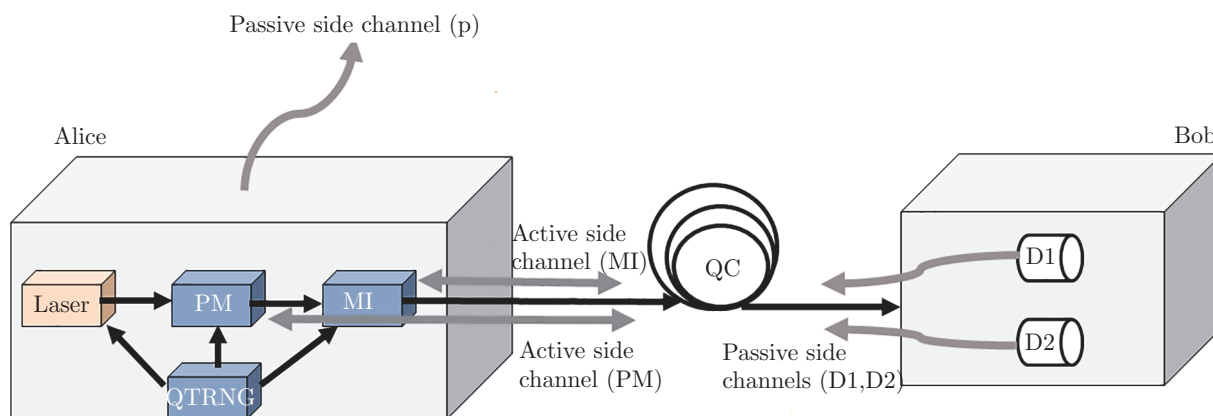 Passive side channel (p)
Alice
Bob
Active side
channel (MI)
QC
D1
Laser
PM
MI
D2
Active side
channel (PM)
Passive side
channels (D1,D2)
QTRNG